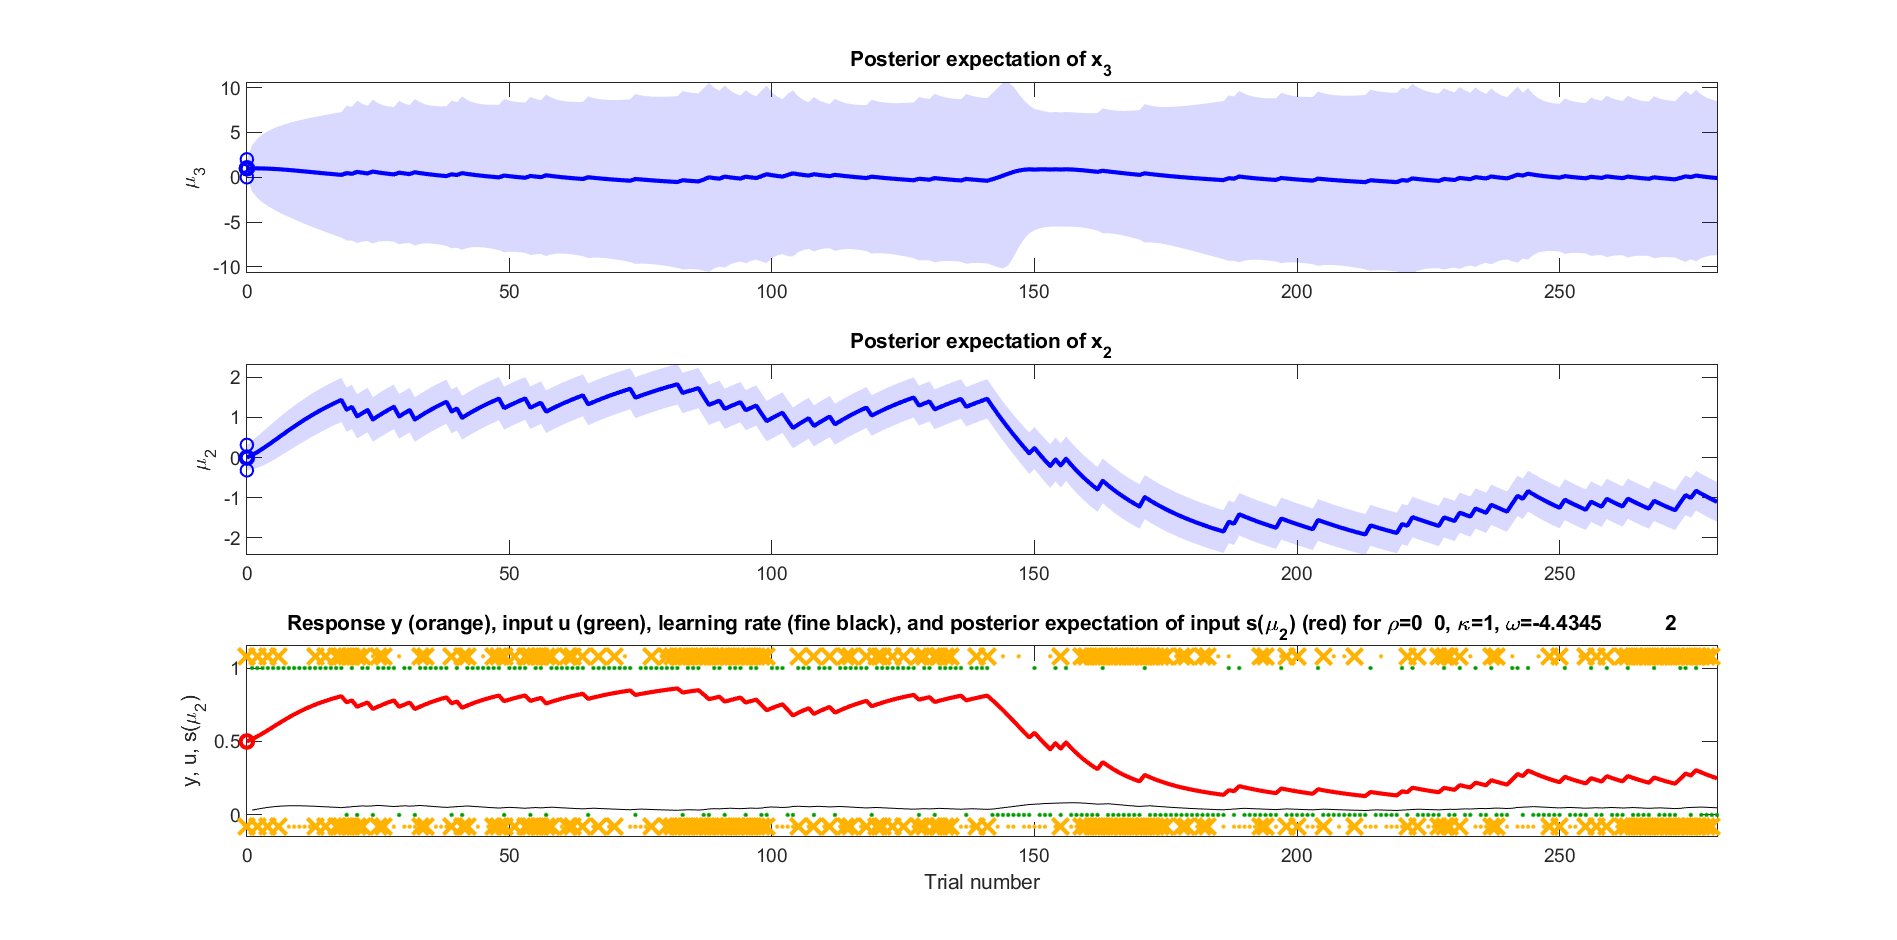 Posterior expectation of x3
10
5
0
-5
-10
μ3
0 50 100 150 200 250
Posterior expectation of x2
2
1
0
-1
-2
μ2
0 50 100 150 200 250
Response y (orange), input u (green), learning rate (fine black), and posterior expectation of input s(μ2) (red) for ρ=0 0, κ=1, ω=-4.4345 2
1
0.5
0
y, u, s(μ2)
0 50 100 150 200 250
Trial number